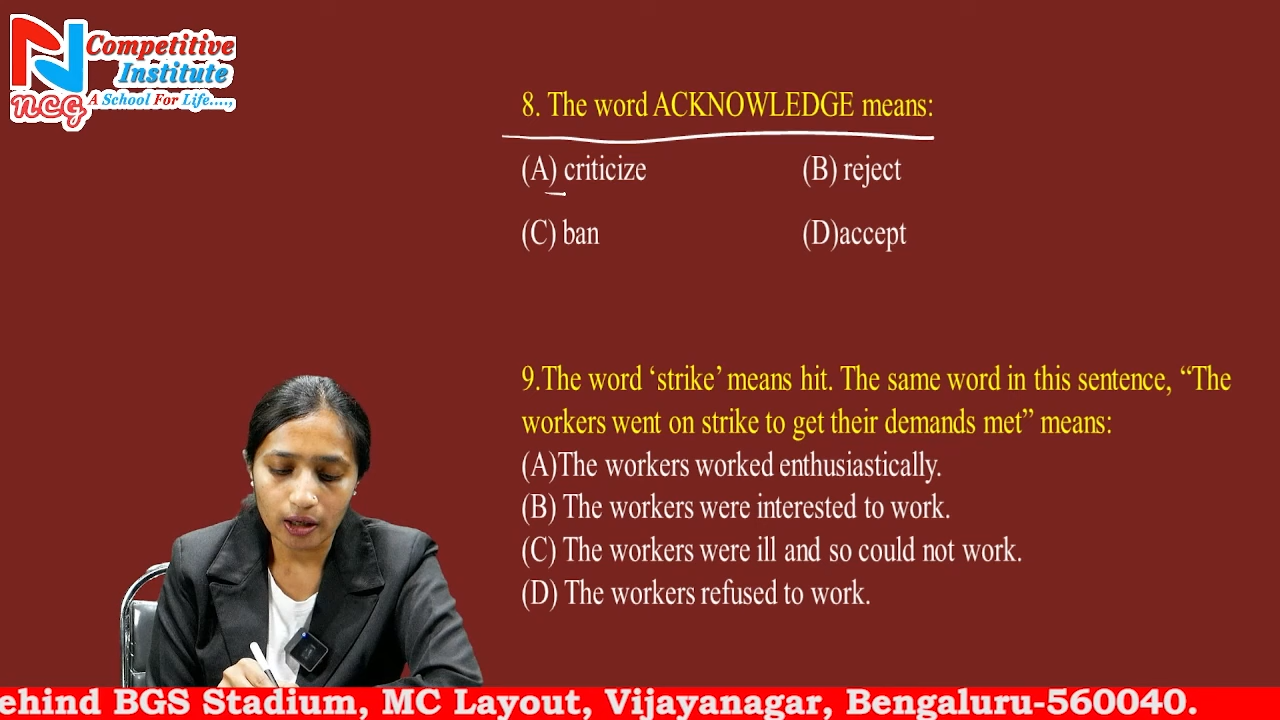 Competitive
Institute
NCG A School For Life....,
8. The word ACKNOWLEDGE means:
(A) criticize (B) reject
(C) ban (D)accept
9.The word ‘strike’ means hit. The same word in this sentence, “The
workers went on strike to get their demands met” means:
(A)The workers worked enthusiastically.
(B) The workers were interested to work.
(C) The workers were ill and so could not work.
(D) The workers refused to work.
ehind BGS Stadium, MC Layout, Vijayanagar, Bengaluru-560040.